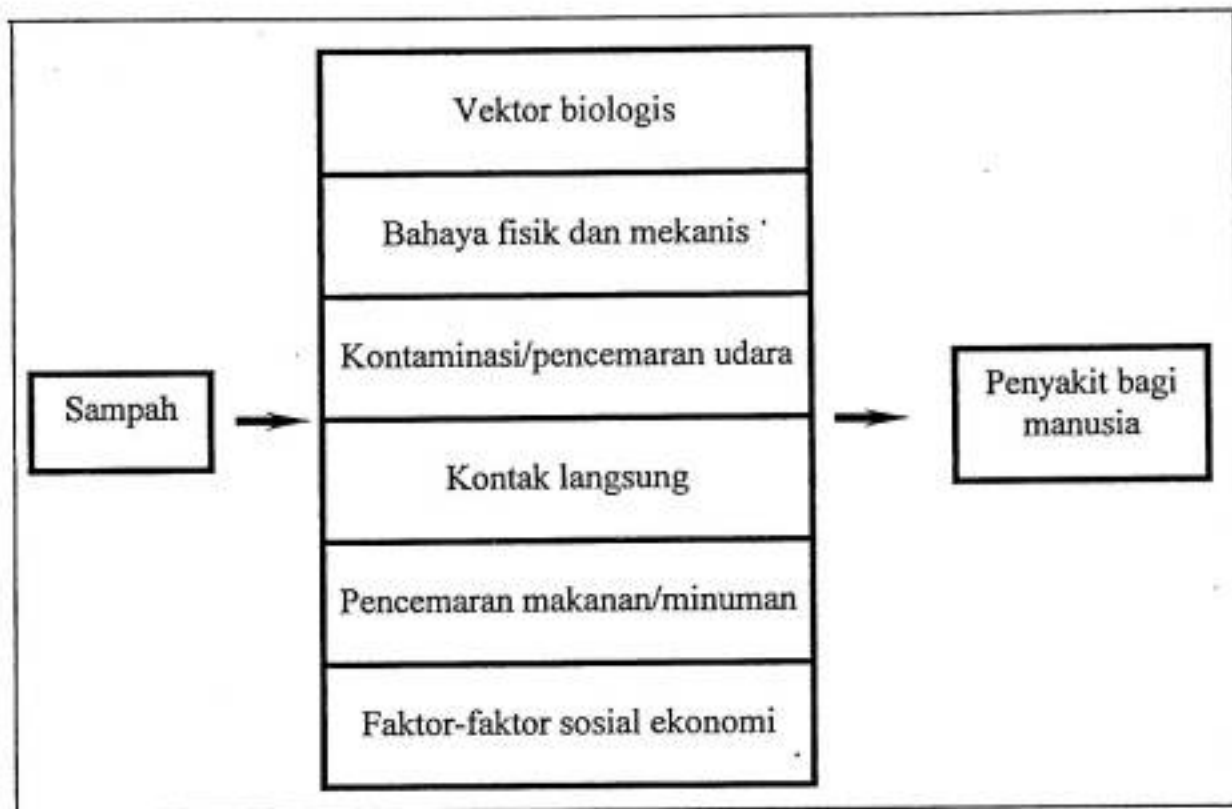 Vektor biologis
Bahaya fisik dan mekanis
Kontaminasi/pencemaran udara
Sampah
Kontak langsung
Pencemaran makanan/minuman
Faktor-faktor sosial ekonomi
Penyakit bagi
manusia